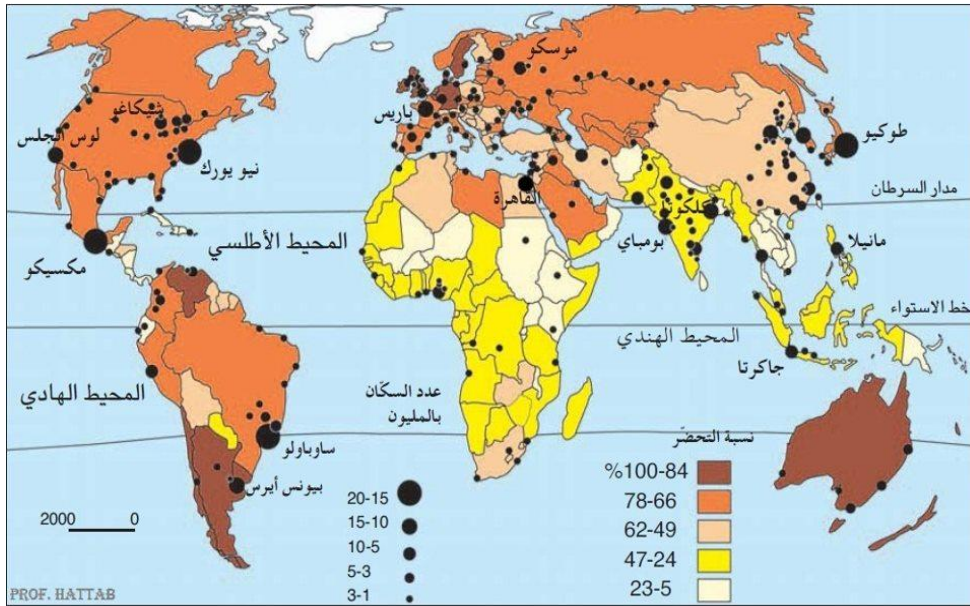 موسكو
باريس
شيكاغو
لوس انجلس
نيو يورك
طوكيو
القاهرة
مدار السرطان
كلكوتا
بومباي
مانيلا
المحيط الأطلسي
مكسيكو
خط الاستواء
المحيط الهندي
جاكرتا
المحيط الهادي
عدد السكّان
بالمليون
ساوباولو
بيونس أيرس
نسبة التحضّر
%100-84
78-66
62-49
47-24
23-5
20-15
15-10
10-5
5-3
3-1
2000 0
PROF. HATTAB